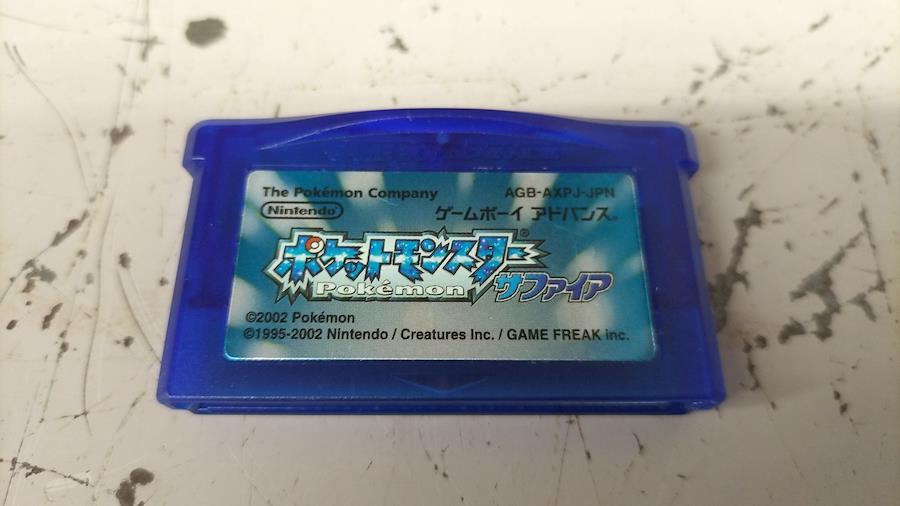 The Pokémon Company AGB-AXPJ-JPN
Nintendo ゲームボーイ アドバンス®
ポケットモンスター®
Pokémon サファイア
©2002 Pokémon
©1995-2002 Nintendo / Creatures Inc. / GAME FREAK inc.